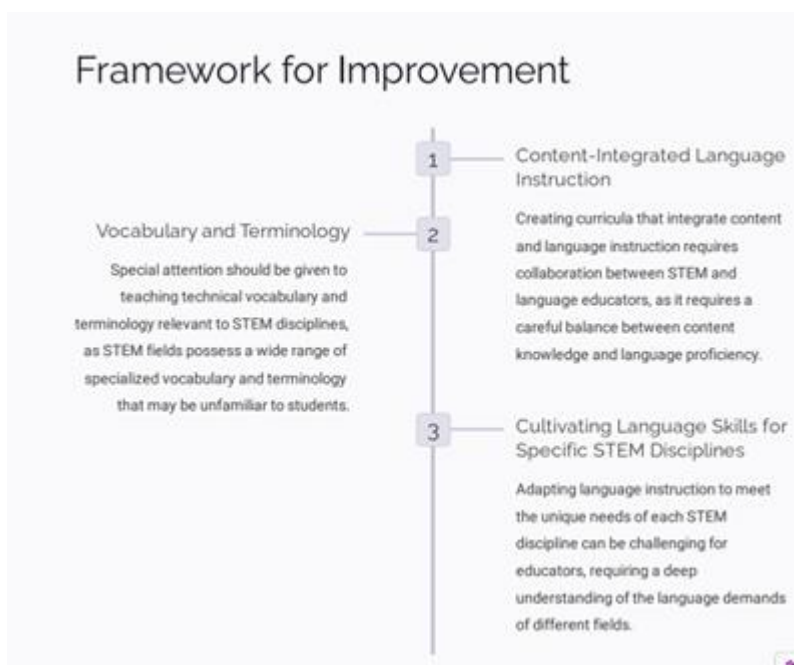 Framework for Improvement
1
Content-Integrated Language
Instruction
Creating curricula that integrate content
and language instruction requires
collaboration between STEM and
language educators, as it requires a
careful balance between content
knowledge and language proficiency.
2
Vocabulary and Terminology
Special attention should be given to
teaching technical vocabulary and
terminology relevant to STEM disciplines,
as STEM fields possess a wide range of
specialized vocabulary and terminology
that may be unfamiliar to students.
3
Cultivating Language Skills for
Specific STEM Disciplines
Adapting language instruction to meet
the unique needs of each STEM
discipline can be challenging for
educators, requiring a deep
understanding of the language demands
of different fields.